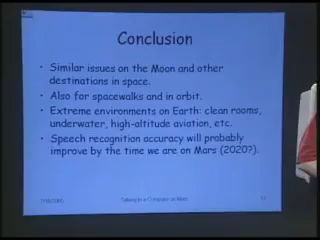 Conclusion
• Similar issues on the Moon and other
destinations in space.
• Also for spacewalks and in orbit.
• Extreme environments on Earth: clean rooms,
underwater, high-altitude aviation, etc.
• Speech recognition accuracy will probably
improve by the time we are on Mars (2020?).
Talking to a Computer on Mars